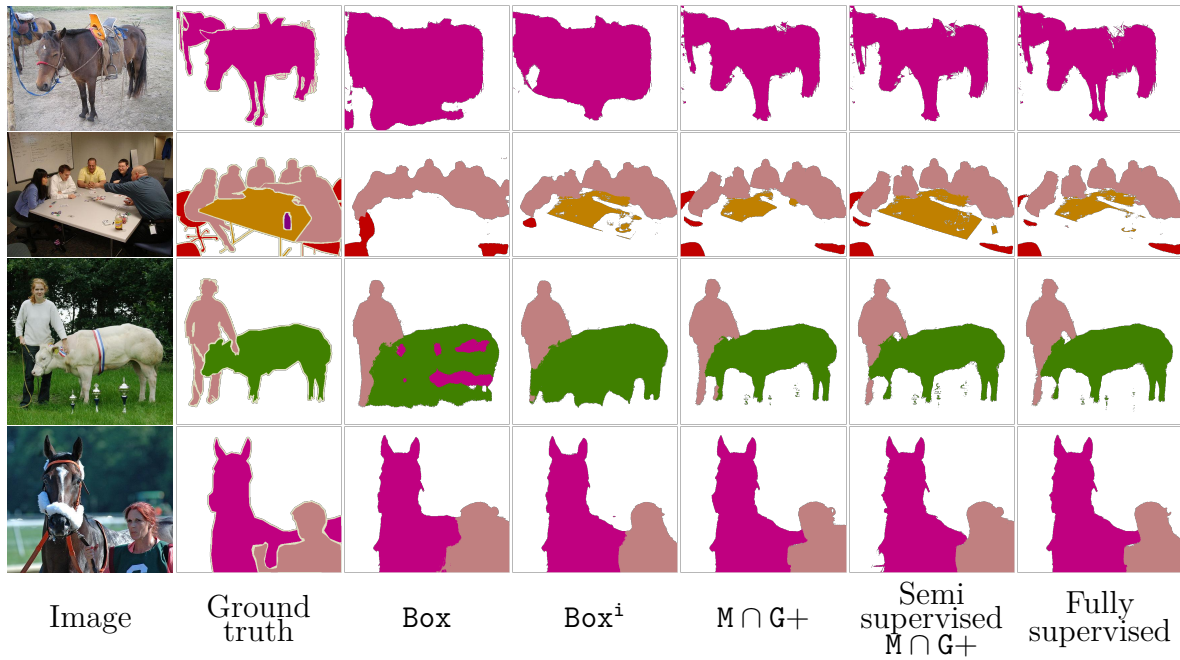 Image
Ground
truth
Box
Boxⁱ
M ∩ G+
Semi
supervised
M ∩ G+
Fully
supervised